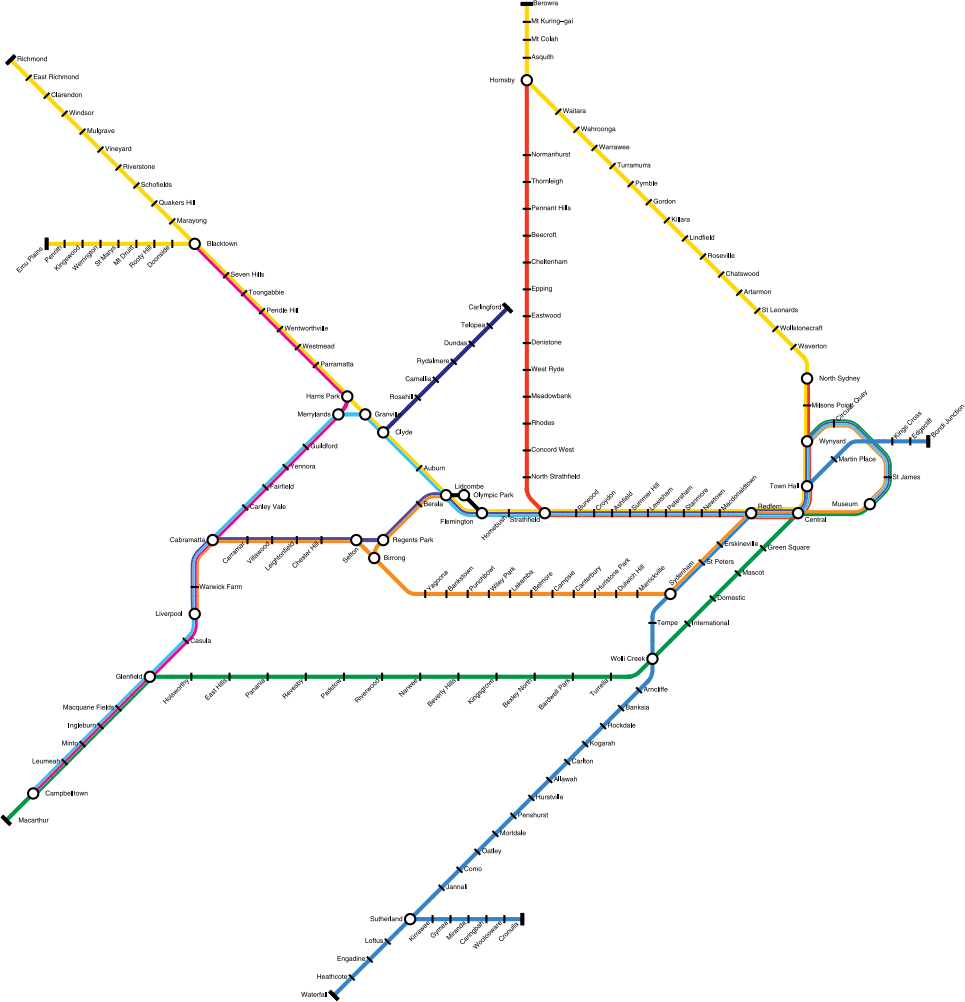 Berowra
Mt Kuring-gai
Mt Colah
Asquith
Hornsby
Richmond
East Richmond
Clarendon
Windsor
Mulgrave
Vineyard
Riverstone
Schofields
Quakers Hill
Marayong
Blacktown
Emu Plains
Penrith
Kingswood
Werrington
St Marys
Mt Druitt
Rooty Hill
Doonside
Seven Hills
Toongabbie
Pendle Hill
Wentworthville
Westmead
Parramatta
Harris Park
Merrylands
Granville
Clyde
Carlingford
Telopea
Dundas
Rydalmere
Camellia
Rosehill
Waitara
Wahroonga
Warrawee
Turramurra
Pymble
Gordon
Killara
Lindfield
Roseville
Chatswood
Artarmon
St Leonards
Wollstonecraft
Waverton
North Sydney
Milsons Point
Circular Quay
Wynyard
Martin Place
Kings Cross
Edgecliff
Bondi Junction
Town Hall
St James
Museum
Central
Redfern
Normanhurst
Thornleigh
Pennant Hills
Beecroft
Cheltenham
Epping
Eastwood
Denistone
West Ryde
Meadowbank
Rhodes
Concord West
North Strathfield
Strathfield
Burwood
Croydon
Ashfield
Summer Hill
Lewisham
Petersham
Stanmore
Newtown
Macdonaldtown
Auburn
Lidcombe
Olympic Park
Flemington
Homebush
Berala
Regents Park
Birrong
Sefton
Chester Hill
Leightonfield
Villawood
Carramar
Cabramatta
Guildford
Yennora
Fairfield
Canley Vale
Warwick Farm
Liverpool
Casula
Glenfield
Macquarie Fields
Ingleburn
Minto
Leumeah
Campbelltown
Macarthur
Yagoona
Bankstown
Punchbowl
Wiley Park
Lakemba
Belmore
Campsie
Canterbury
Hurlstone Park
Dulwich Hill
Marrickville
Sydenham
St Peters
Erskineville
Green Square
Mascot
Domestic
International
Tempe
Wolli Creek
Holsworthy
East Hills
Panania
Revesby
Padstow
Riverwood
Narwee
Beverly Hills
Kingsgrove
Bexley North
Bardwell Park
Turrella
Arncliffe
Banksia
Rockdale
Kogarah
Carlton
Allawah
Hurstville
Penshurst
Mortdale
Oatley
Como
Jannali
Sutherland
Kirrawee
Gymea
Miranda
Caringbah
Woolooware
Cronulla
Loftus
Engadine
Heathcote
Waterfall